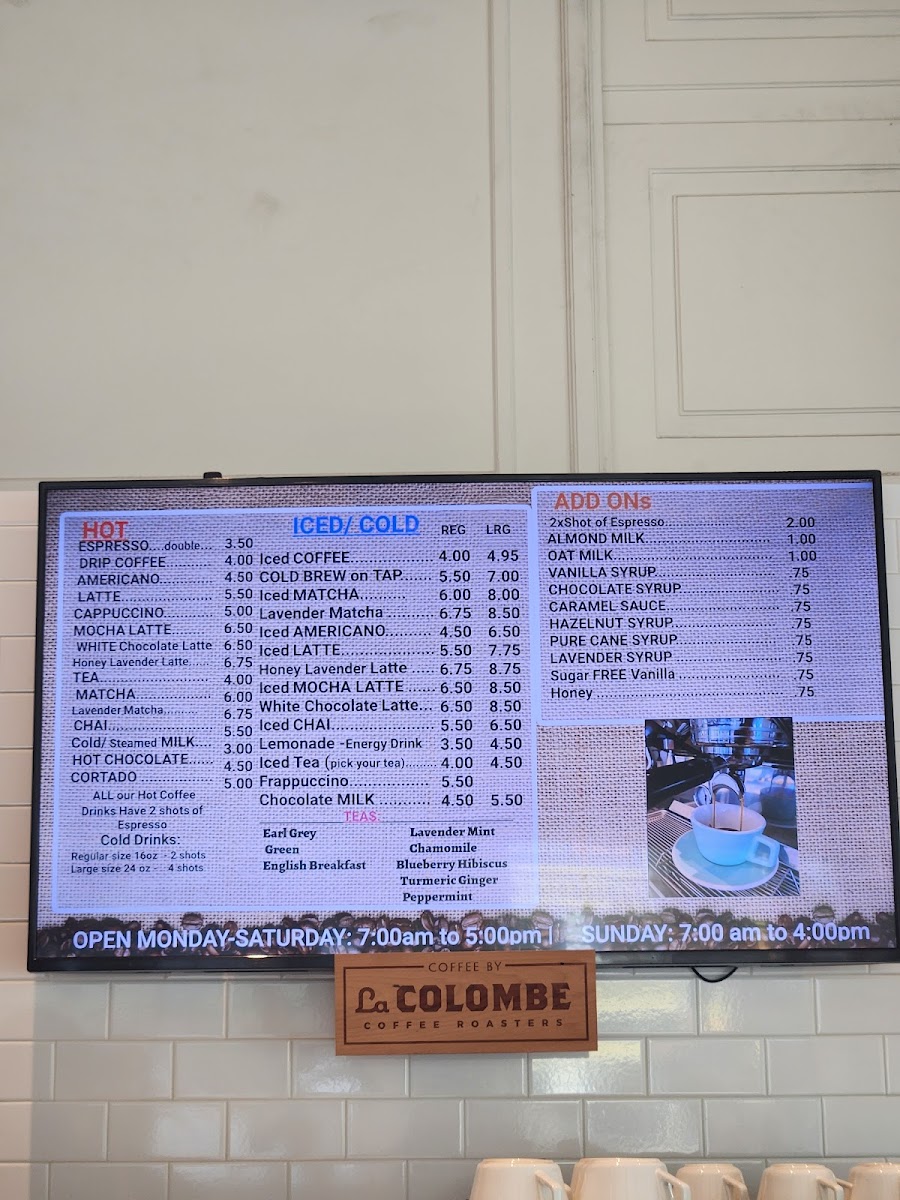 HOT
ESPRESSO....double... 3.50
DRIP COFFEE.......... 4.00
AMERICANO............ 4.50
LATTE..................... 5.50
CAPPUCCINO........... 5.00
MOCHA LATTE......... 6.50
WHITE Chocolate Latte 6.50
Honey Lavender Latte...... 6.75
TEA......................... 4.00
MATCHA.................. 6.00
Lavender Matcha.......... 6.75
CHAI....................... 5.50
Cold/ Steamed MILK.... 3.00
HOT CHOCOLATE...... 4.50
CORTADO ................ 5.00
ALL our Hot Coffee
Drinks Have 2 shots of
Espresso
Cold Drinks:
Regular size 16oz - 2 shots
Large size 24 oz - 4 shots
ICED/ COLD REG LRG
Iced COFFEE................... 4.00 4.95
COLD BREW on TAP....... 5.50 7.00
Iced MATCHA.......... 6.00 8.00
Lavender Matcha .......... 6.75 8.50
Iced AMERICANO.......... 4.50 6.50
Iced LATTE.................... 5.50 7.75
Honey Lavender Latte ..... 6.75 8.75
Iced MOCHA LATTE ...... 6.50 8.50
White Chocolate Latte... 6.50 8.50
Iced CHAI...................... 5.50 6.50
Lemonade -Energy Drink 3.50 4.50
Iced Tea (pick your tea)........ 4.00 4.50
Frappuccino................... 5.50
Chocolate MILK ........... 4.50 5.50
TEAS:
Earl Grey
Green
English Breakfast
Lavender Mint
Chamomile
Blueberry Hibiscus
Turmeric Ginger
Peppermint
ADD ONs
2xShot of Espresso............................ 2.00
ALMOND MILK................................ 1.00
OAT MILK....................................... 1.00
VANILLA SYRUP.............................. .75
CHOCOLATE SYRUP........................ .75
CARAMEL SAUCE........................... .75
HAZELNUT SYRUP.......................... .75
PURE CANE SYRUP......................... .75
LAVENDER SYRUP.......................... .75
Sugar FREE Vanilla .......................... .75
Honey ............................................. .75
OPEN MONDAY-SATURDAY: 7:00am to 5:00pm | SUNDAY: 7:00 am to 4:00pm
COFFEE BY
La COLOMBE
COFFEE ROASTERS